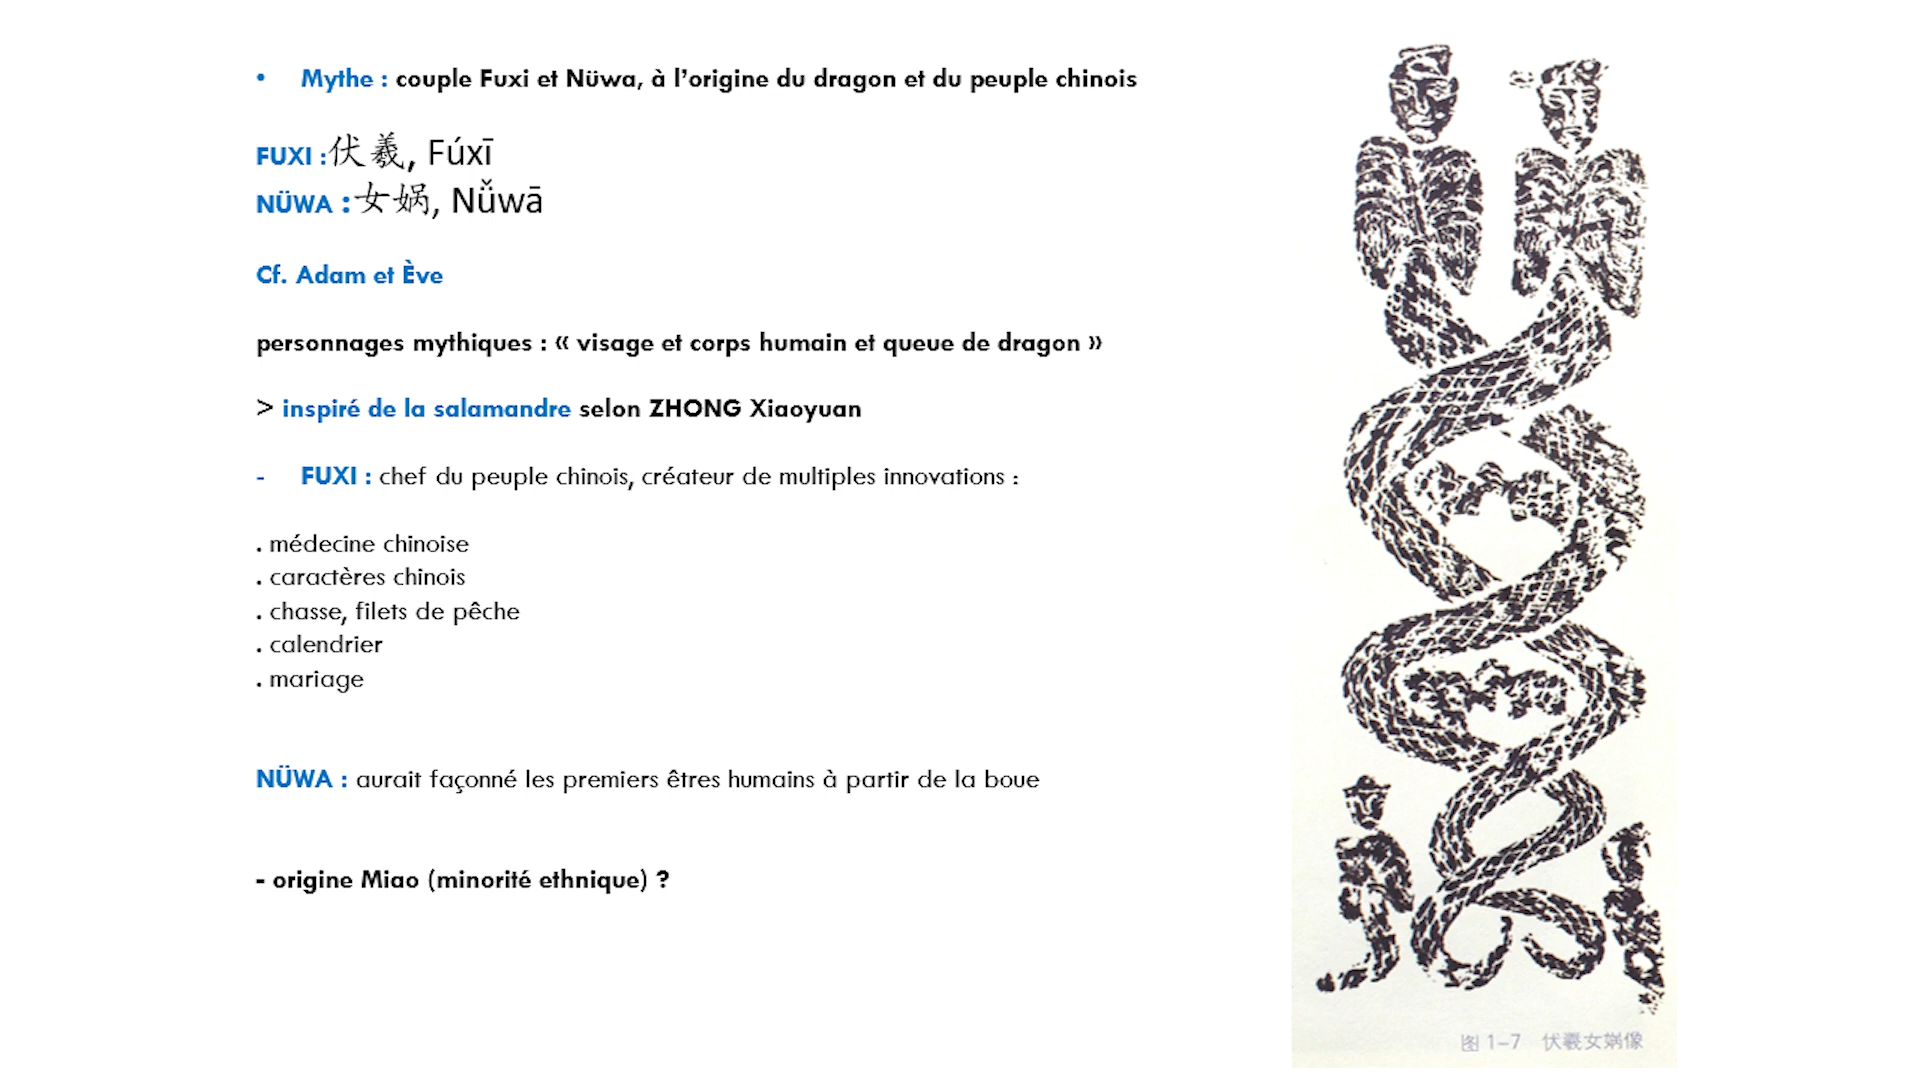 • Mythe : couple Fuxi et Nüwa, à l’origine du dragon et du peuple chinois
FUXI :伏羲, Fúxī
NÜWA :女娲, Nǚwā
Cf. Adam et Ève
personnages mythiques : « visage et corps humain et queue de dragon »
> inspiré de la salamandre selon ZHONG Xiaoyuan
- FUXI : chef du peuple chinois, créateur de multiples innovations :
. médecine chinoise
. caractères chinois
. chasse, filets de pêche
. calendrier
. mariage
NÜWA : aurait façonné les premiers êtres humains à partir de la boue
- origine Miao (minorité ethnique) ?
图 1-7 伏羲女娲像